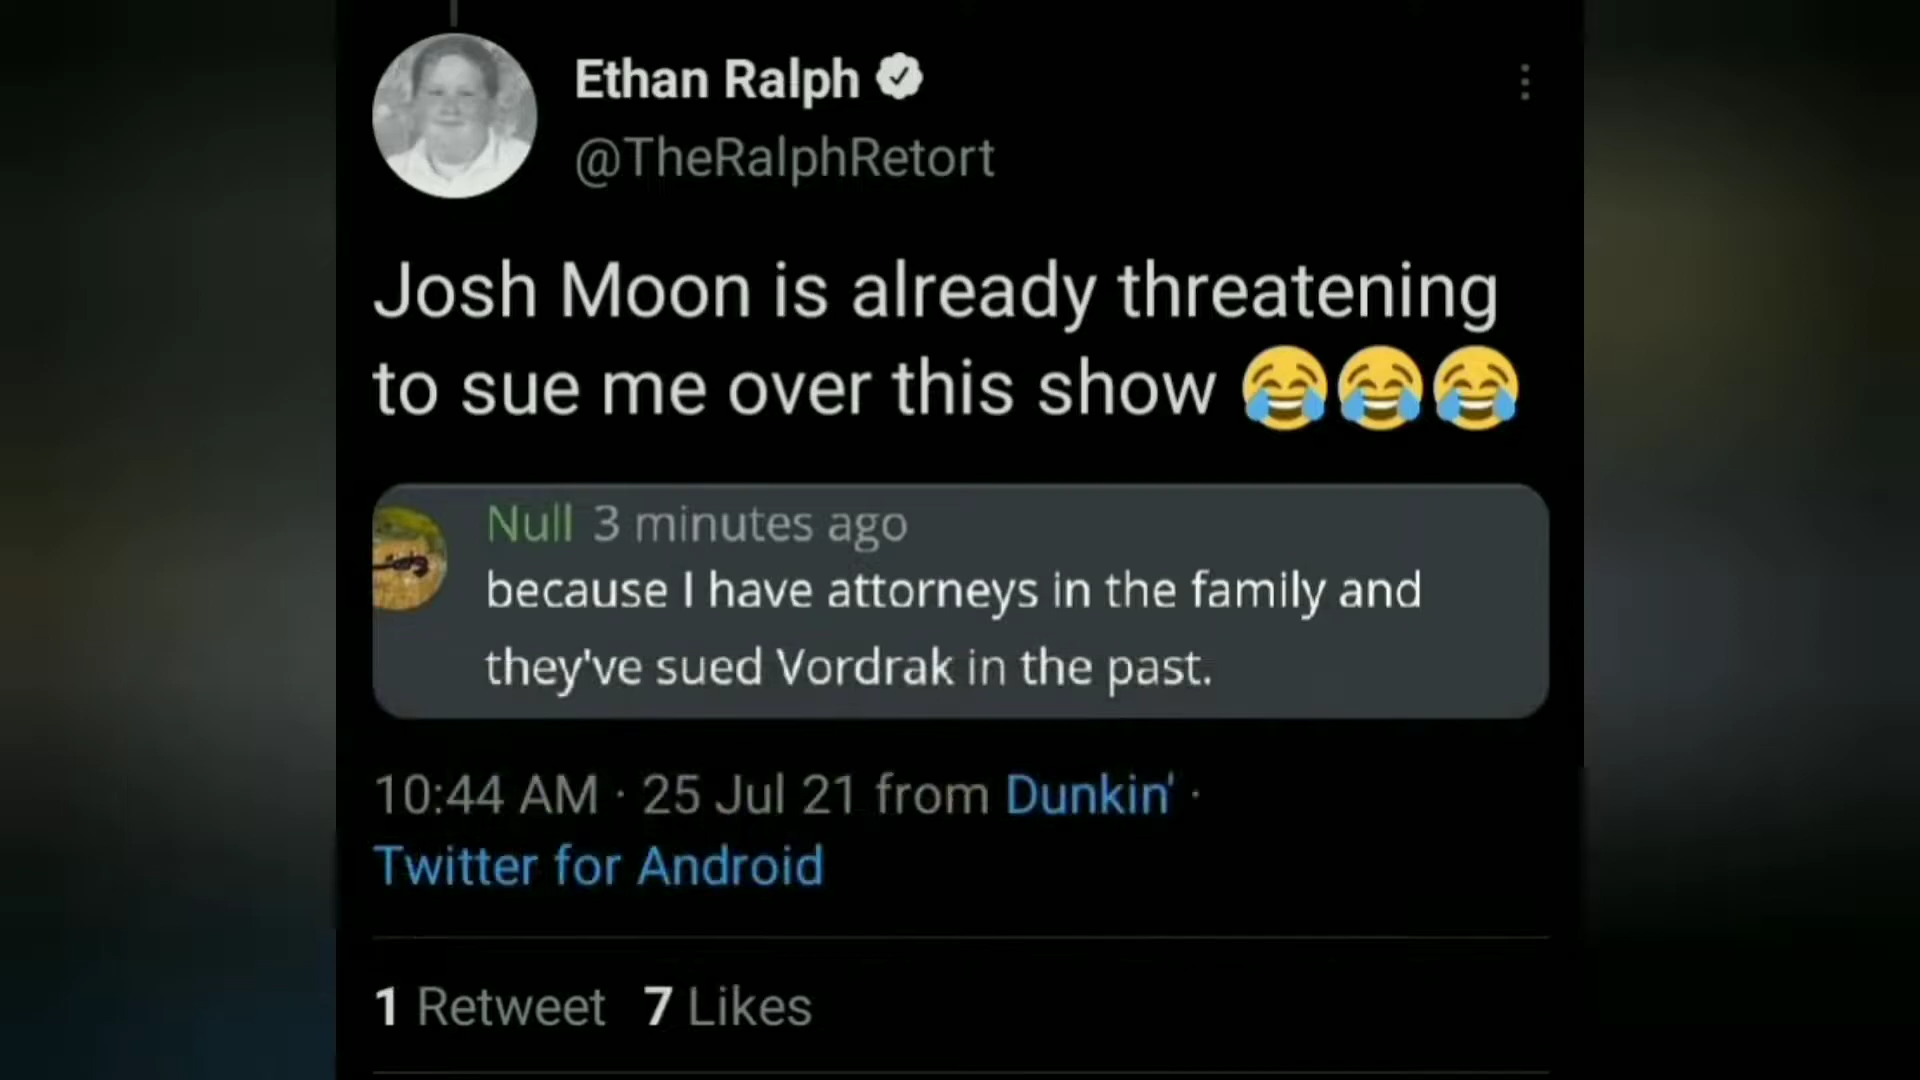 Ethan Ralph
@TheRalphRetort
Josh Moon is already threatening
to sue me over this show 😂😂😂
Null 3 minutes ago
because I have attorneys in the family and
they've sued Vordrak in the past.
10:44 AM · 25 Jul 21 from Dunkin' ·
Twitter for Android
1 Retweet 7 Likes